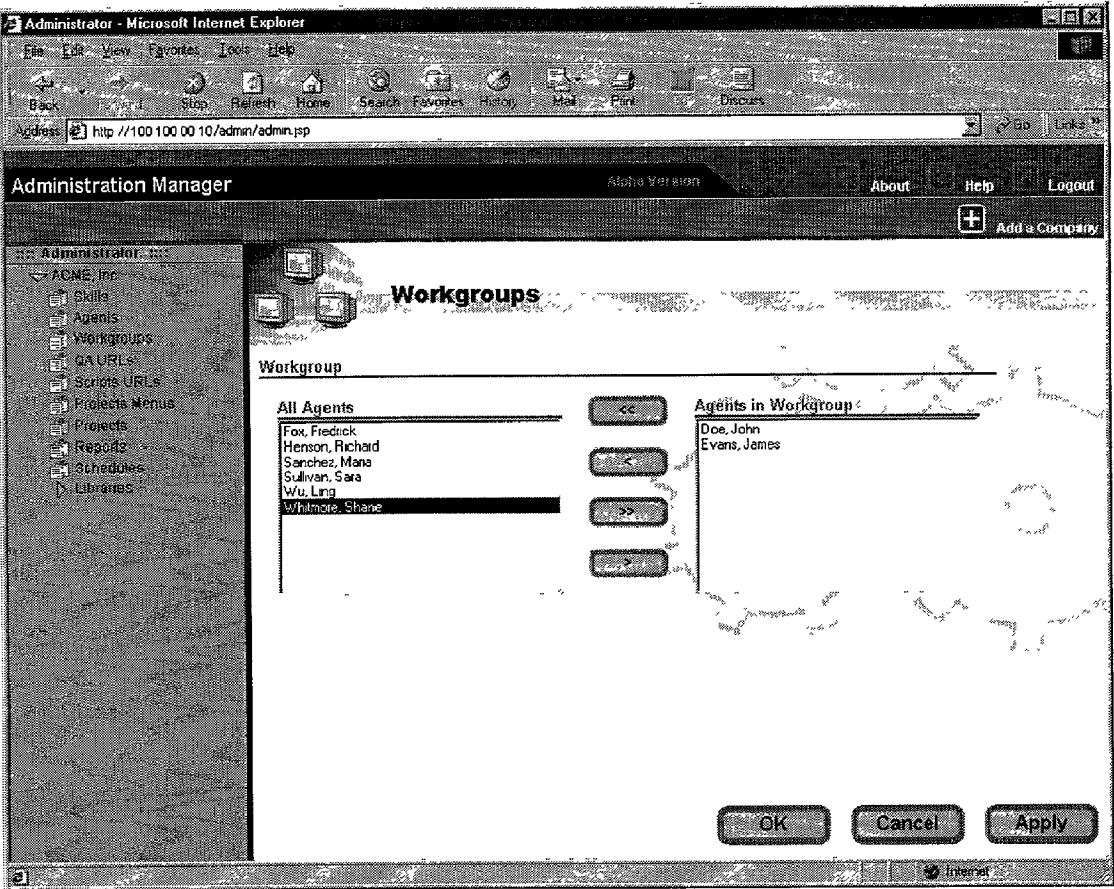 Administrator - Microsoft Internet Explorer
File Edit View Favorites Tools Help
Back Stop Refresh Home Search Favorites History Mail Print Discuss
Address http //100 100 00 10/admin/admin.jsp Go Links »
Administration Manager Alpha Version About Help Logout
Add a Company
:::: Administrator ::::
ACME, Inc
Skills
Agents
Workgroups
QA URLs
Scripts URLs
Projects Menus
Projects
Reports
Schedules
Libraries
Workgroups
Workgroup
All Agents
Fox, Fredrick
Henson, Richard
Sanchez, Maria
Sullivan, Sara
Wu, Ling
Whitmore, Shane
<<
<
>>
>
Agents in Workgroup
Doe, John
Evans, James
OK Cancel Apply
Internet